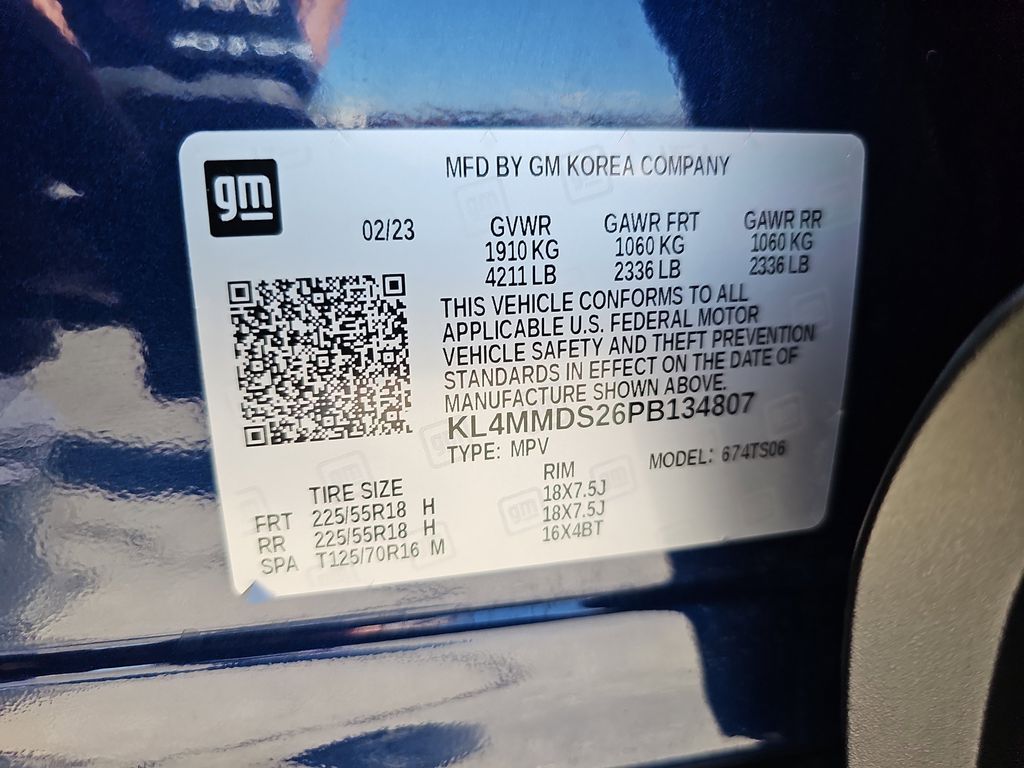 gm
MFD BY GM KOREA COMPANY
02/23
GVWR GAWR FRT GAWR RR
1910 KG 1060 KG 1060 KG
4211 LB 2336 LB 2336 LB
THIS VEHICLE CONFORMS TO ALL
APPLICABLE U.S. FEDERAL MOTOR
VEHICLE SAFETY AND THEFT PREVENTION
STANDARDS IN EFFECT ON THE DATE OF
MANUFACTURE SHOWN ABOVE.
KL4MMDS26PB134807
TYPE: MPV MODEL: 674TS06
TIRE SIZE RIM
FRT 225/55R18 H 18X7.5J
RR 225/55R18 H 18X7.5J
SPA T125/70R16 M 16X4BT